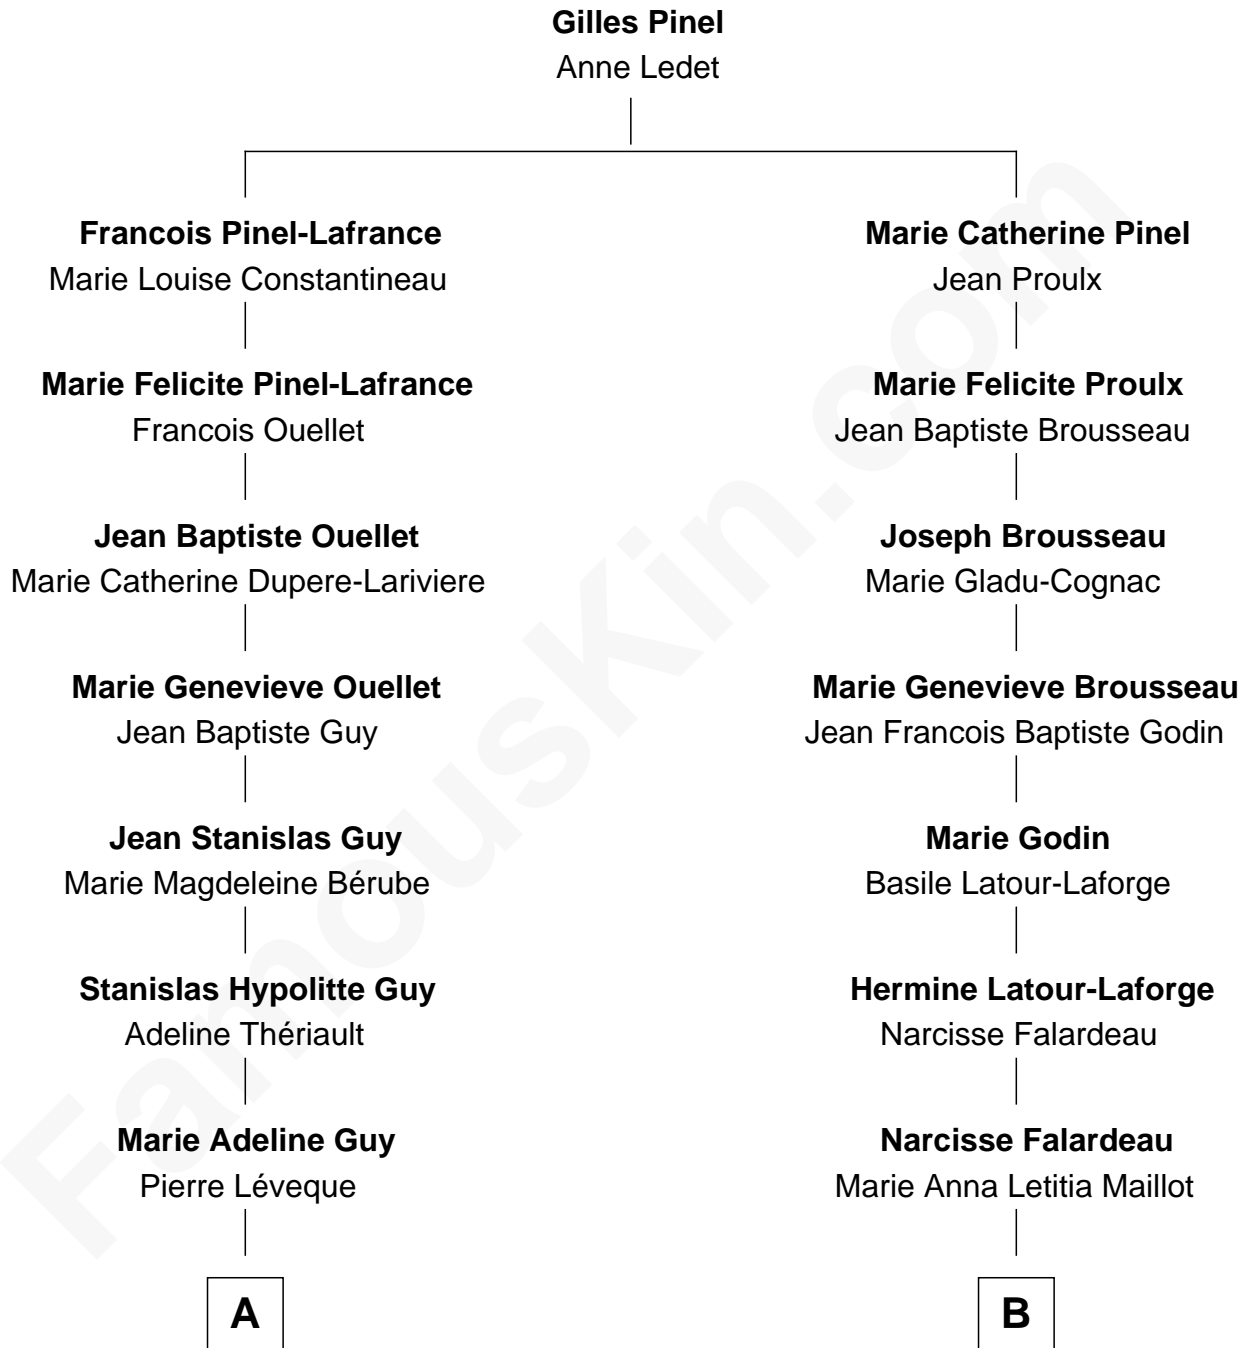 Gilles Pinel
Anne Ledet
Francois Pinel-Lafrance
Marie Louise Constantineau
Marie Catherine Pinel
Jean Proulx
Marie Felicite Pinel-Lafrance
Francois Ouellet
Marie Felicite Proulx
Jean Baptiste Brousseau
Jean Baptiste Ouellet
Marie Catherine Dupere-Lariviere
Joseph Brousseau
Marie Gladu-Cognac
Marie Genevieve Ouellet
Jean Baptiste Guy
Marie Genevieve Brousseau
Jean Francois Baptiste Godin
Jean Stanislas Guy
Marie Magdeleine Bérube
Marie Godin
Basile Latour-Laforge
Stanislas Hypolitte Guy
Adeline Thériault
Hermine Latour-Laforge
Narcisse Falardeau
Marie Adeline Guy
Pierre Léveque
Narcisse Falardeau
Marie Anna Letitia Maillot
A
B
FamousKin.com